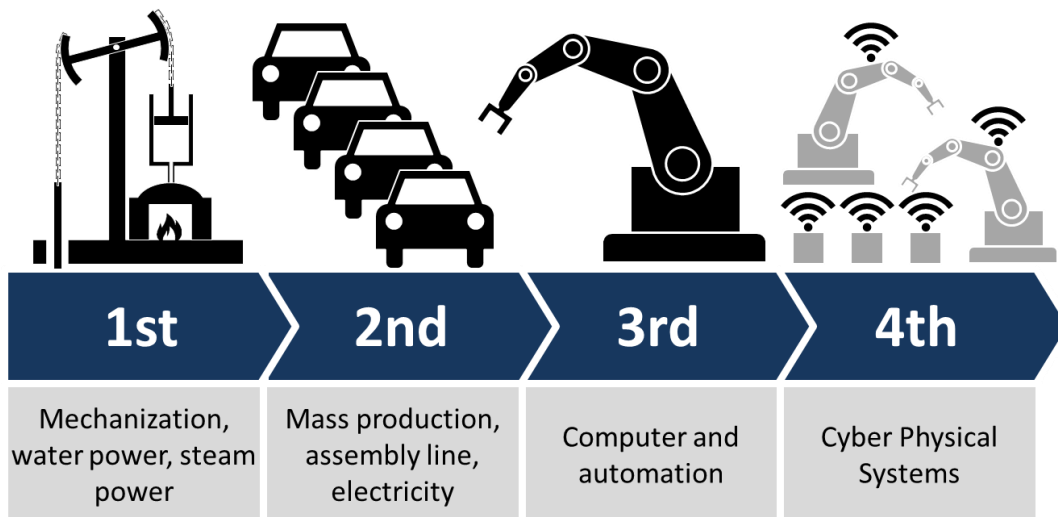 1st
2nd
3rd
4th
Mechanization,
water power, steam
power
Mass production,
assembly line,
electricity
Computer and
automation
Cyber Physical
Systems